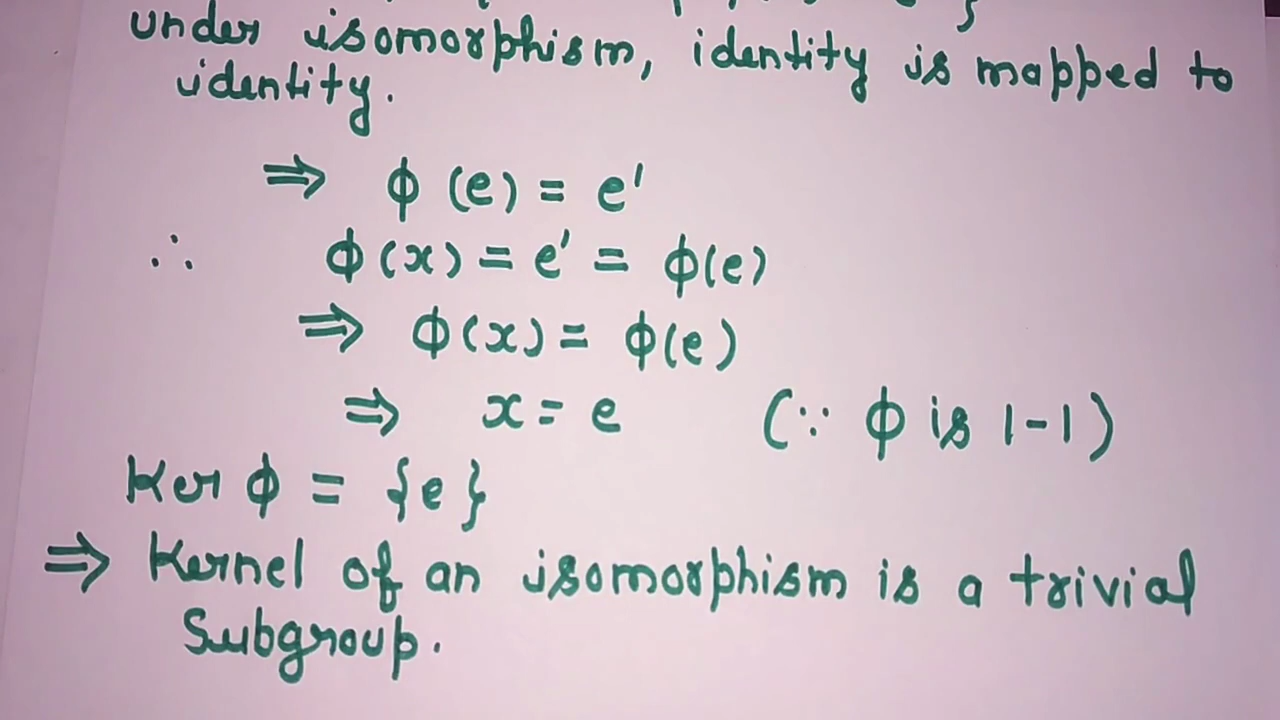 under isomorphism, identity is mapped to
identity.
⇒ ϕ (e) = e'
∴ ϕ(x) = e' = ϕ(e)
⇒ ϕ(x) = ϕ(e)
⇒ x = e (∵ ϕ is 1-1)
Ker ϕ = {e}
⇒ Kernel of an isomorphism is a trivial
Subgroup.